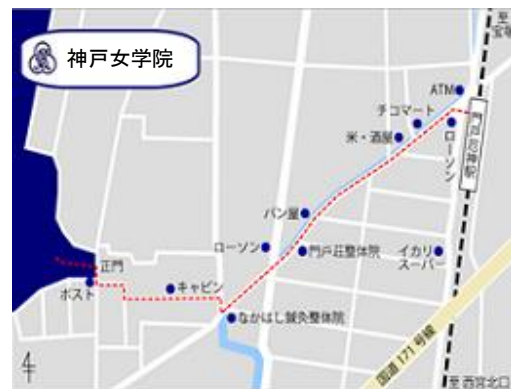 神戸女学院
至
宝塚
ATM
チコマート
門戸厄神駅
米・酒屋
ローソン
パン屋
ローソン
門戸荘整体院
イカリ
スーパー
正門
キャビン
ポスト
なかはし鍼灸整体院
国道171号線
至 西宮北口